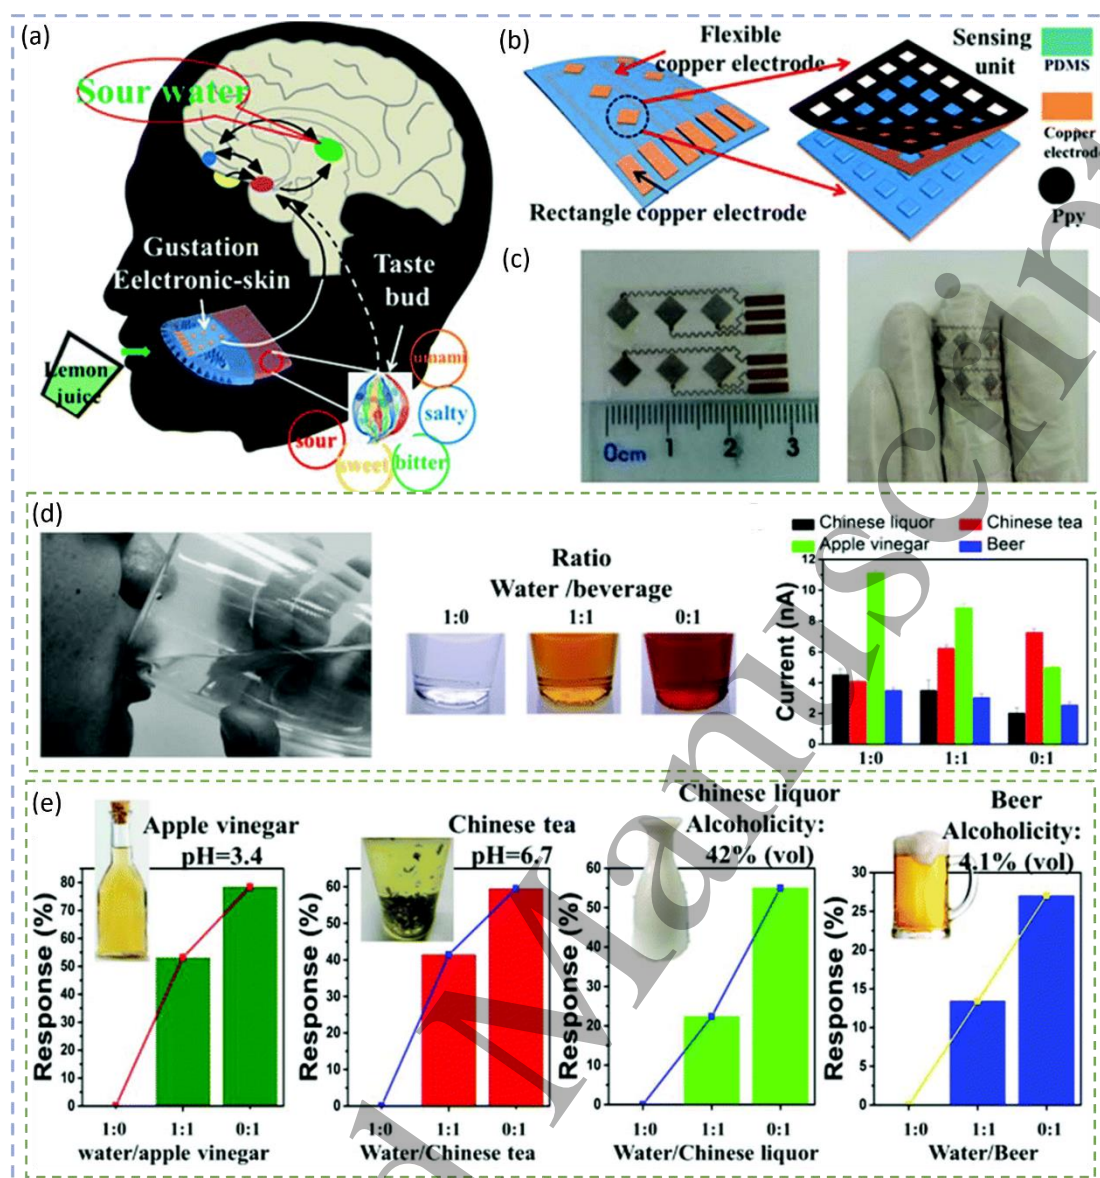 (a)
Sour water
Gustation
Eelctronic-skin
Taste
bud
Lemon
juice
umami
salty
bitter
sweet
sour
(b)
Flexible
copper electrode
Rectangle copper electrode
Sensing
unit
PDMS
Copper
electrode
Ppy
(c)
0cm 1 2 3
(d)
Ratio
Water /beverage
1:0 1:1 0:1
Chinese liquor Chinese tea
Apple vinegar Beer
Current (nA)
12
10
8
6
4
2
0
1:0 1:1 0:1
(e)
Apple vinegar
pH=3.4
Response (%)
80
70
60
50
40
30
20
10
0
1:0 1:1 0:1
water/apple vinegar
Chinese tea
pH=6.7
Response (%)
60
50
40
30
20
10
0
1:0 1:1 0:1
Water/Chinese tea
Chinese liquor
Alcoholicity:
42% (vol)
Response (%)
60
55
50
45
40
35
30
25
20
15
10
5
0
1:0 1:1 0:1
Water/Chinese liquor
Beer
Alcoholicity:
4.1% (vol)
Response (%)
30
25
20
15
10
5
0
1:0 1:1 0:1
Water/Beer
Manuscrip